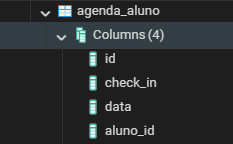 agenda_aluno
Columns (4)
id
check_in
data
aluno_id